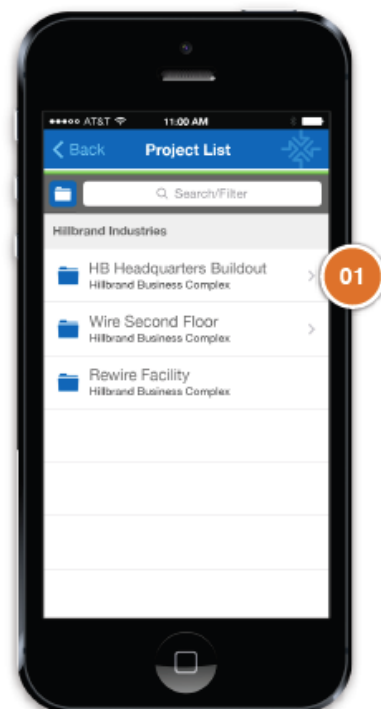 AT&T 11:00 AM
Back Project List
Search/Filter
Hillbrand Industries
HB Headquarters Buildout
Hillbrand Business Complex
01
Wire Second Floor
Hillbrand Business Complex
Rewire Facility
Hillbrand Business Complex